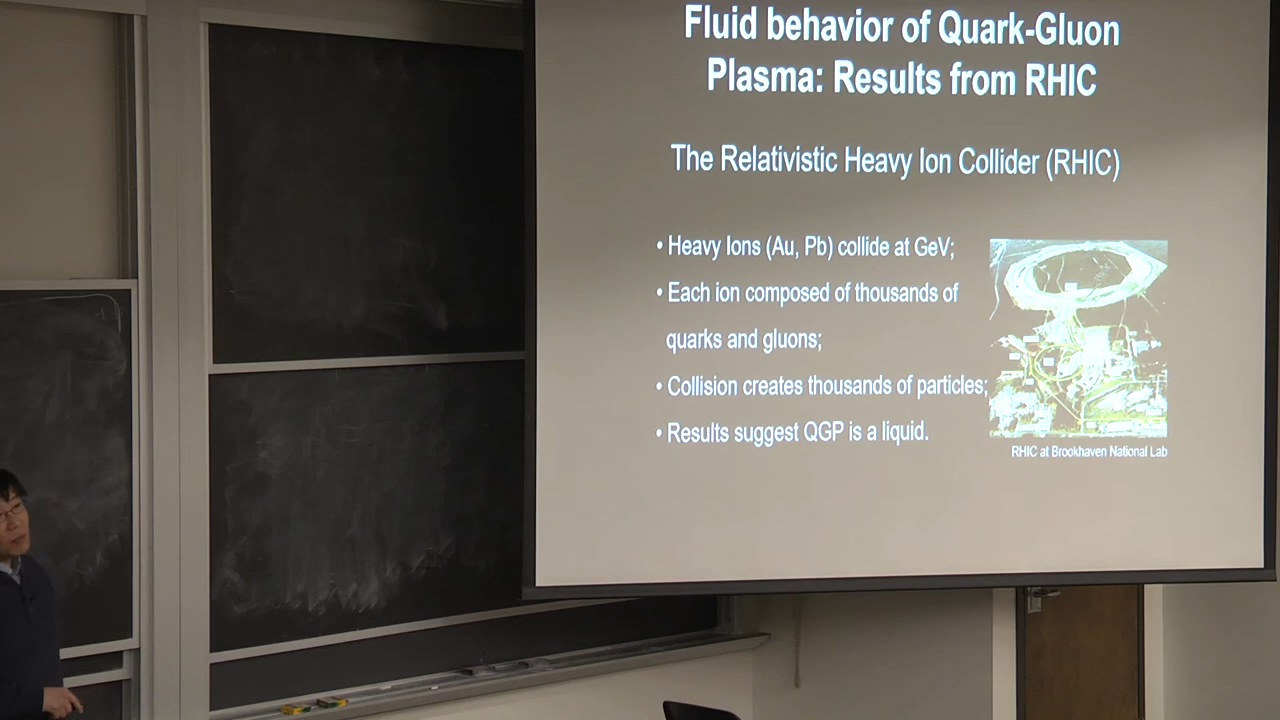 Fluid behavior of Quark-Gluon
Plasma: Results from RHIC
The Relativistic Heavy Ion Collider (RHIC)
• Heavy Ions (Au, Pb) collide at GeV;
• Each ion composed of thousands of
quarks and gluons;
• Collision creates thousands of particles;
• Results suggest QGP is a liquid.
RHIC at Brookhaven National Lab